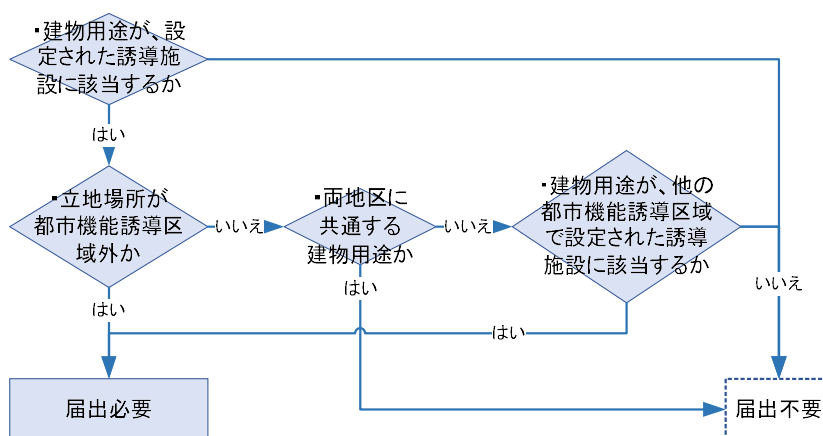 ・建物用途が、設
定された誘導施
設に該当するか
はい
・立地場所が
都市機能誘導区
域外か
いいえ
・両地区に
共通する
建物用途か
いいえ
・建物用途が、他の
都市機能誘導区域
で設定された誘導
施設に該当するか
はい
はい
はい
いいえ
届出必要
届出不要